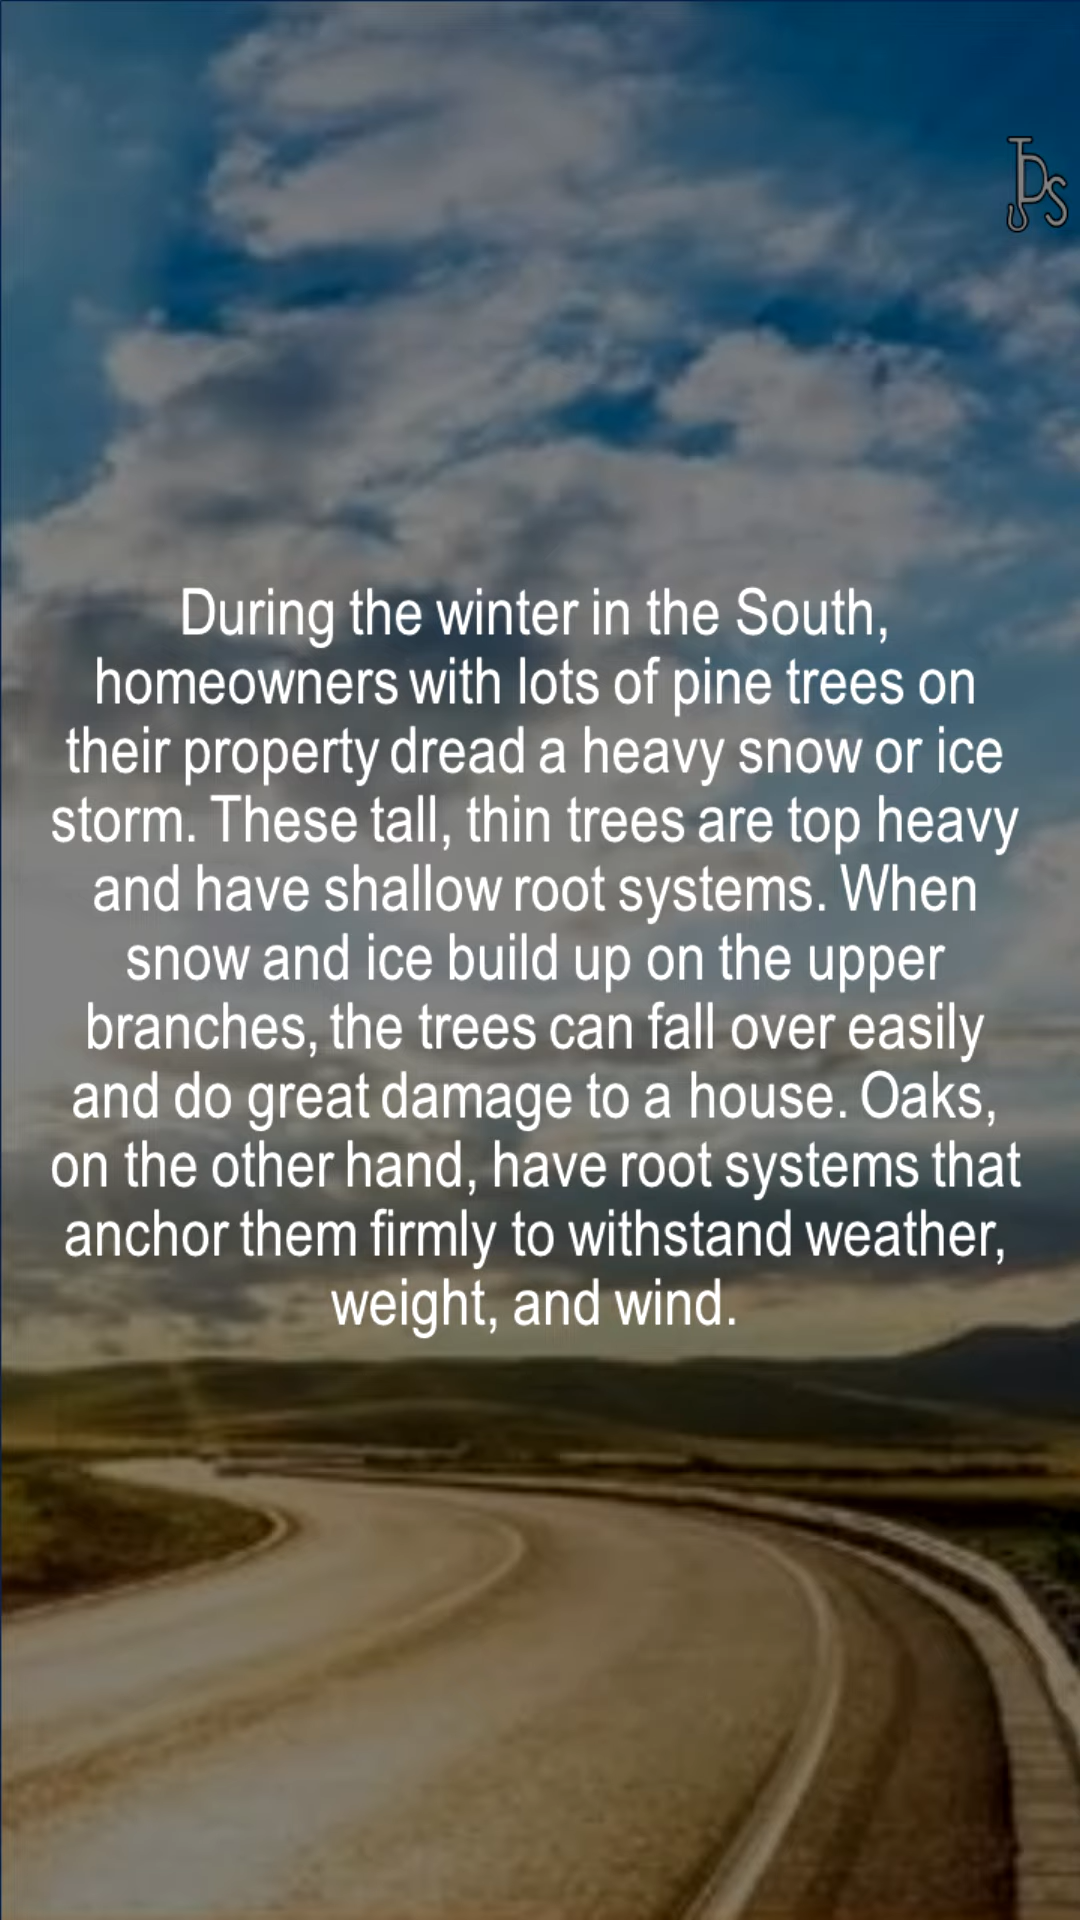 JDS
During the winter in the South,
homeowners with lots of pine trees on
their property dread a heavy snow or ice
storm. These tall, thin trees are top heavy
and have shallow root systems. When
snow and ice build up on the upper
branches, the trees can fall over easily
and do great damage to a house. Oaks,
on the other hand, have root systems that
anchor them firmly to withstand weather,
weight, and wind.